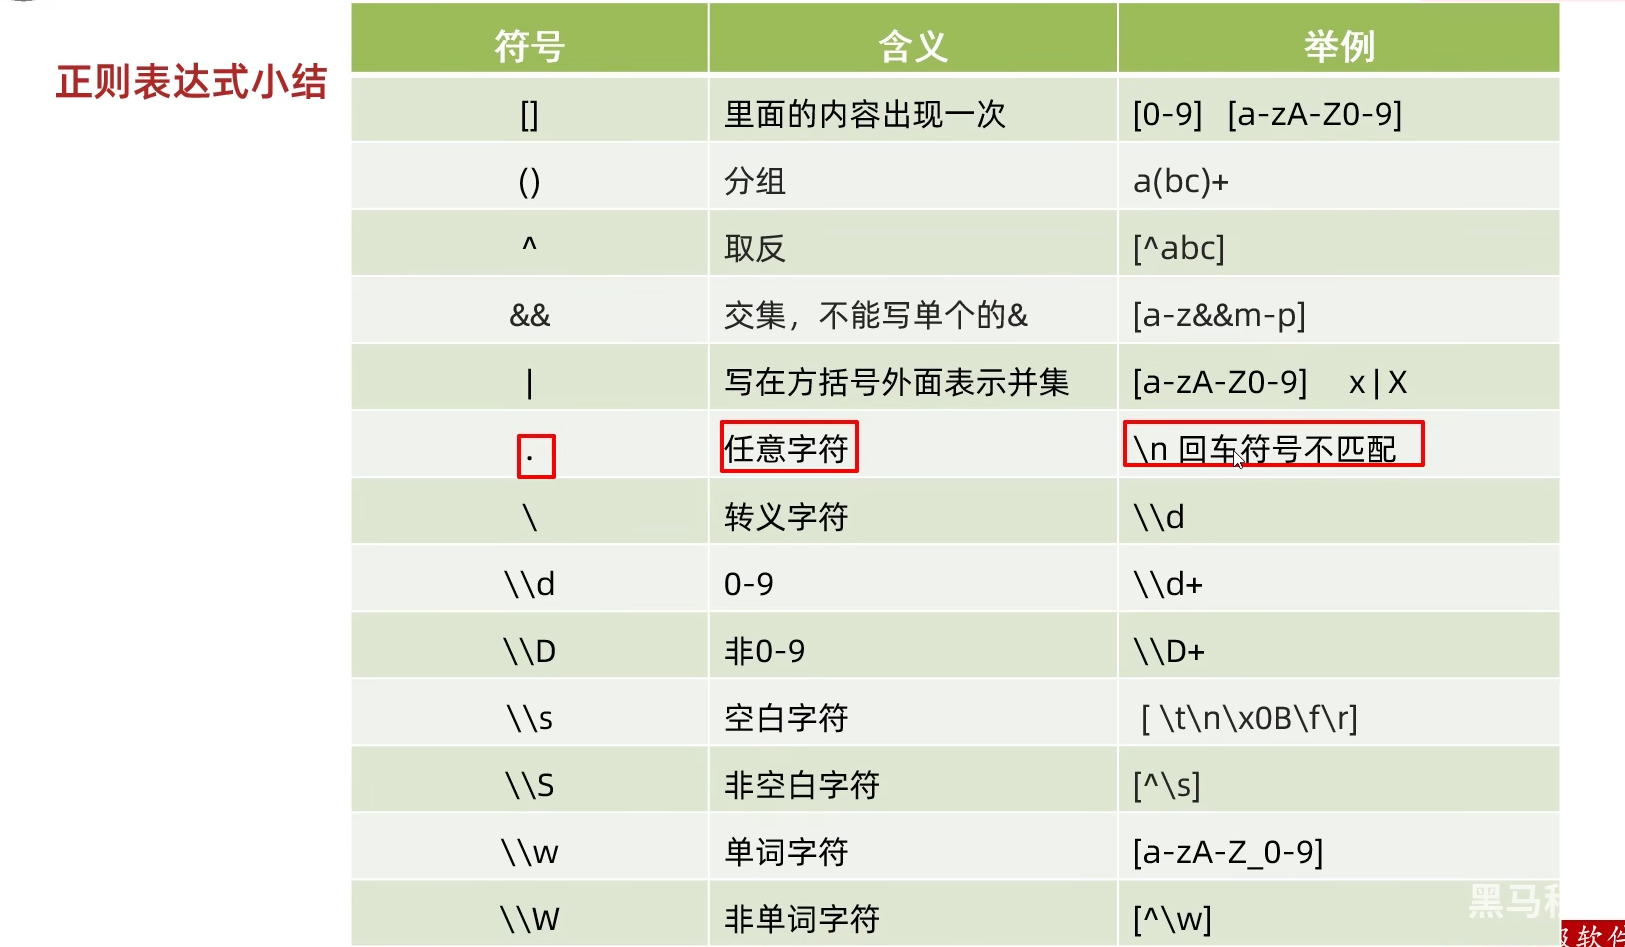 正则表达式小结
符号 含义 举例
[] 里面的内容出现一次 [0-9] [a-zA-Z0-9]
() 分组 a(bc)+
^ 取反 [^abc]
&& 交集，不能写单个的& [a-z&&m-p]
| 写在方括号外面表示并集 [a-zA-Z0-9] x|X
. 任意字符 \n 回车符号不匹配
\ 转义字符 \\d
\\d 0-9 \\d+
\\D 非0-9 \\D+
\\s 空白字符 [ \t\n\x0B\f\r]
\\S 非空白字符 [^\s]
\\w 单词字符 [a-zA-Z_0-9]
\\W 非单词字符 [^\w]
黑马
软件